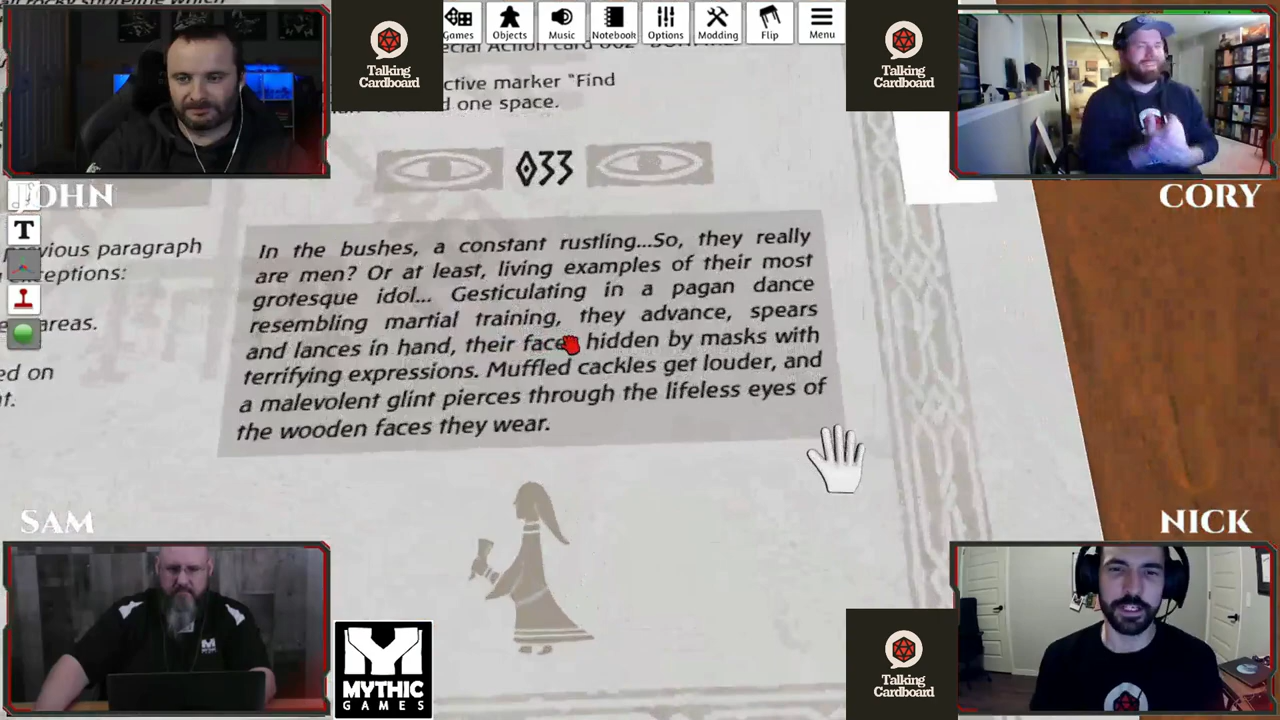 Games
Objects
Music
Notebook
Options
Modding
Flip
Menu
Talking
Cardboard
Talking
Cardboard
ctive marker "Find
one space.
033
JOHN
CORY
T
evious paragraph
ceptions:
areas.
ed on
In the bushes, a constant rustling...So, they really
are men? Or at least, living examples of their most
grotesque idol... Gesticulating in a pagan dance
resembling martial training, they advance, spears
and lances in hand, their faces hidden by masks with
terrifying expressions. Muffled cackles get louder, and
a malevolent glint pierces through the lifeless eyes of
the wooden faces they wear.
SAM
NICK
M
MYTHIC
GAMES
Talking
Cardboard